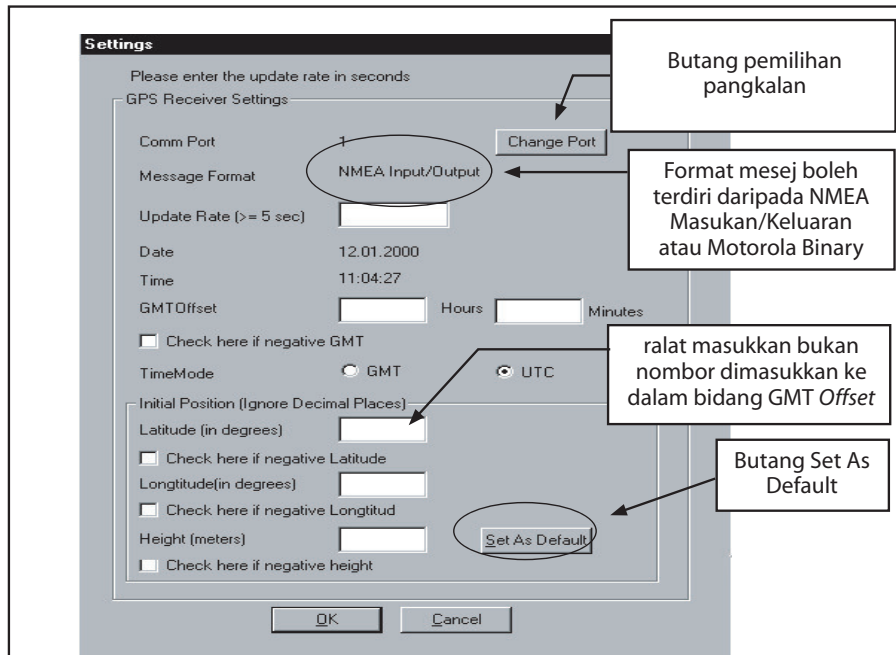 Settings
Butang pemilihan
pangkalan
Please enter the update rate in seconds
GPS Receiver Settings
Comm Port 1 Change Port
Message Format NMEA Input/Output
Format mesej boleh
terdiri daripada NMEA
Masukan/Keluaran
atau Motorola Binary
Update Rate (>= 5 sec)
Date 12.01.2000
Time 11:04:27
GMTOffset Hours Minutes
Check here if negative GMT
TimeMode GMT UTC
ralat masukkan bukan
nombor dimasukkan ke
dalam bidang GMT Offset
Initial Position (Ignore Decimal Places)
Latitude (in degrees)
Check here if negative Latitude
Longtitude(in degrees)
Check here if negative Longtitud
Butang Set As
Default
Height (meters) Set As Default
Check here if negative height
OK Cancel